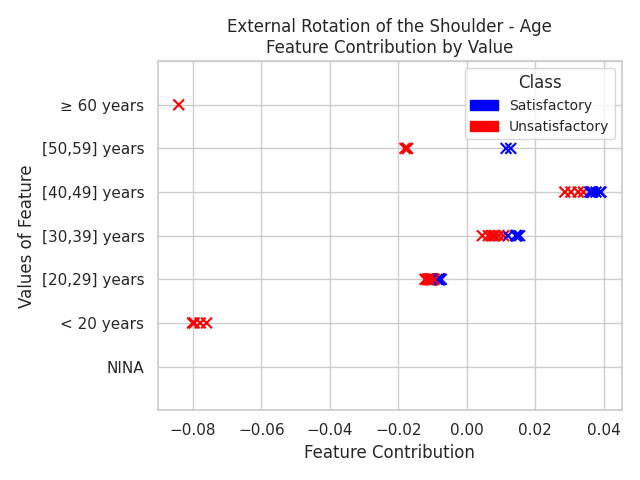 External Rotation of the Shoulder - Age
Feature Contribution by Value
Class
Satisfactory
Unsatisfactory
Values of Feature
≥ 60 years
[50,59] years
[40,49] years
[30,39] years
[20,29] years
< 20 years
NINA
−0.08 −0.06 −0.04 −0.02 0.00 0.02 0.04
Feature Contribution